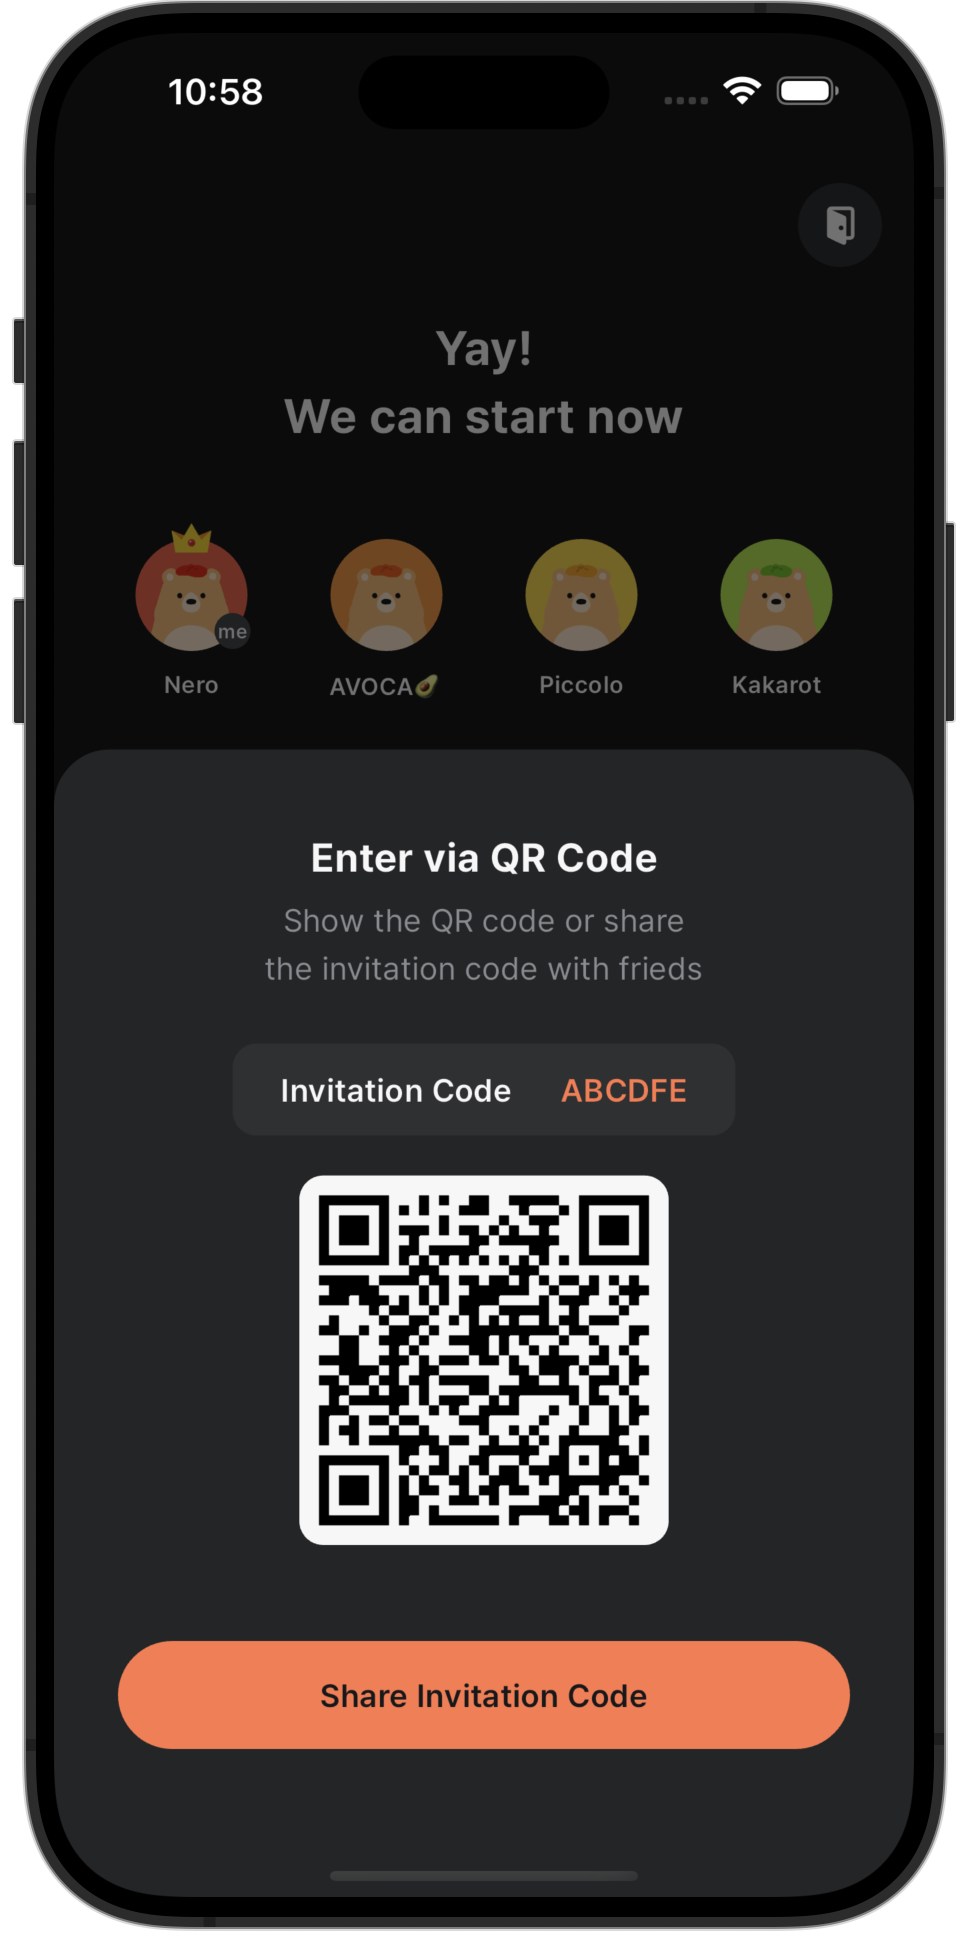 10:58
Yay!
We can start now
me
Nero
AVOCA🥑
Piccolo
Kakarot
Enter via QR Code
Show the QR code or share
the invitation code with frieds
Invitation Code ABCDFE
Share Invitation Code